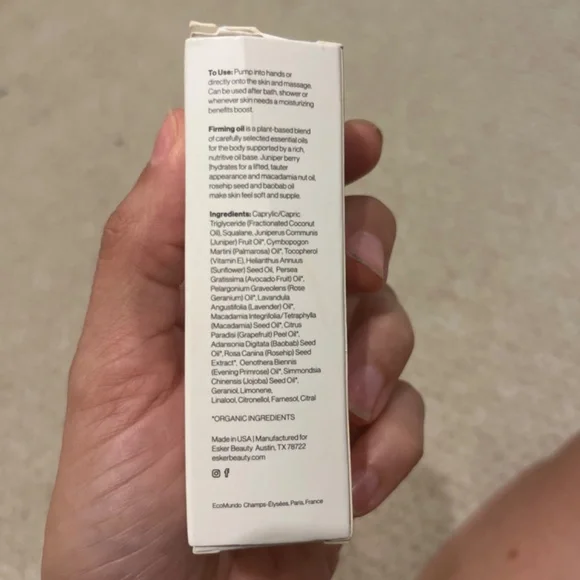 To Use: Pump into hands or
directly onto the skin and massage.
Can be used after bath, shower or
whenever skin needs a moisturizing
benefits boost.
Firming oil is a plant-based blend
of carefully selected essential oils
for the body supported by a rich,
nutritive oil base. Juniper berry
hydrates for a lifted, tauter
appearance and macadamia nut oil,
rosehip seed and baobab oil
make skin feel soft and supple.
Ingredients: Caprylic/Capric
Triglyceride (Fractionated Coconut
Oil), Squalane, Juniperus Communis
(Juniper) Fruit Oil*, Cymbopogon
Martini (Palmarosa) Oil*, Tocopherol
(Vitamin E), Helianthus Annuus
(Sunflower) Seed Oil, Persea
Gratissima (Avocado Fruit) Oil*,
Pelargonium Graveolens (Rose
Geranium) Oil*, Lavandula
Angustifolia (Lavender) Oil*,
Macadamia Integrifolia/Tetraphylla
(Macadamia) Seed Oil*, Citrus
Paradisi (Grapefruit) Peel Oil*,
Adansonia Digitata (Baobab) Seed
Oil*, Rosa Canina (Rosehip) Seed
Extract*, Oenothera Biennis
(Evening Primrose) Oil*, Simmondsia
Chinensis (Jojoba) Seed Oil*,
Geraniol, Limonene,
Linalool, Citronellol, Farnesol, Citral
*ORGANIC INGREDIENTS
Made in USA | Manufactured for
Esker Beauty Austin, TX 78722
eskerbeauty.com
EcoMundo Champs-Élysées, Paris, France